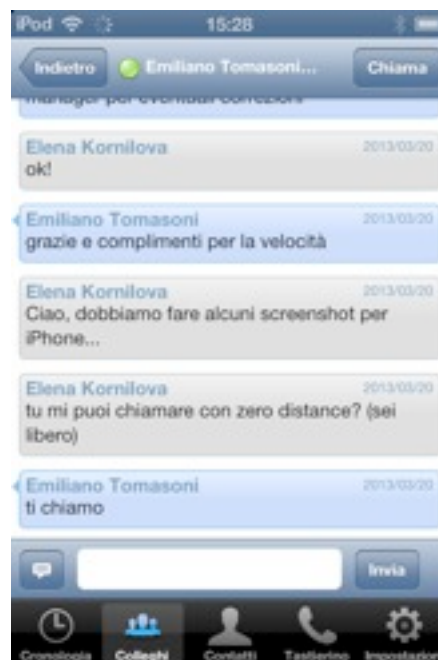 iPod 15:28
Indietro Emiliano Tomasoni... Chiama
manager per eventuali correzioni
Elena Kornilova 2013/03/20
ok!
Emiliano Tomasoni 2013/03/20
grazie e complimenti per la velocità
Elena Kornilova 2013/03/20
Ciao, dobbiamo fare alcuni screenshot per
iPhone...
Elena Kornilova 2013/03/20
tu mi puoi chiamare con zero distance? (sei
libero)
Emiliano Tomasoni 2013/03/20
ti chiamo
Invia
Cronologia Colleghi Contatti Tastierino Impostazion